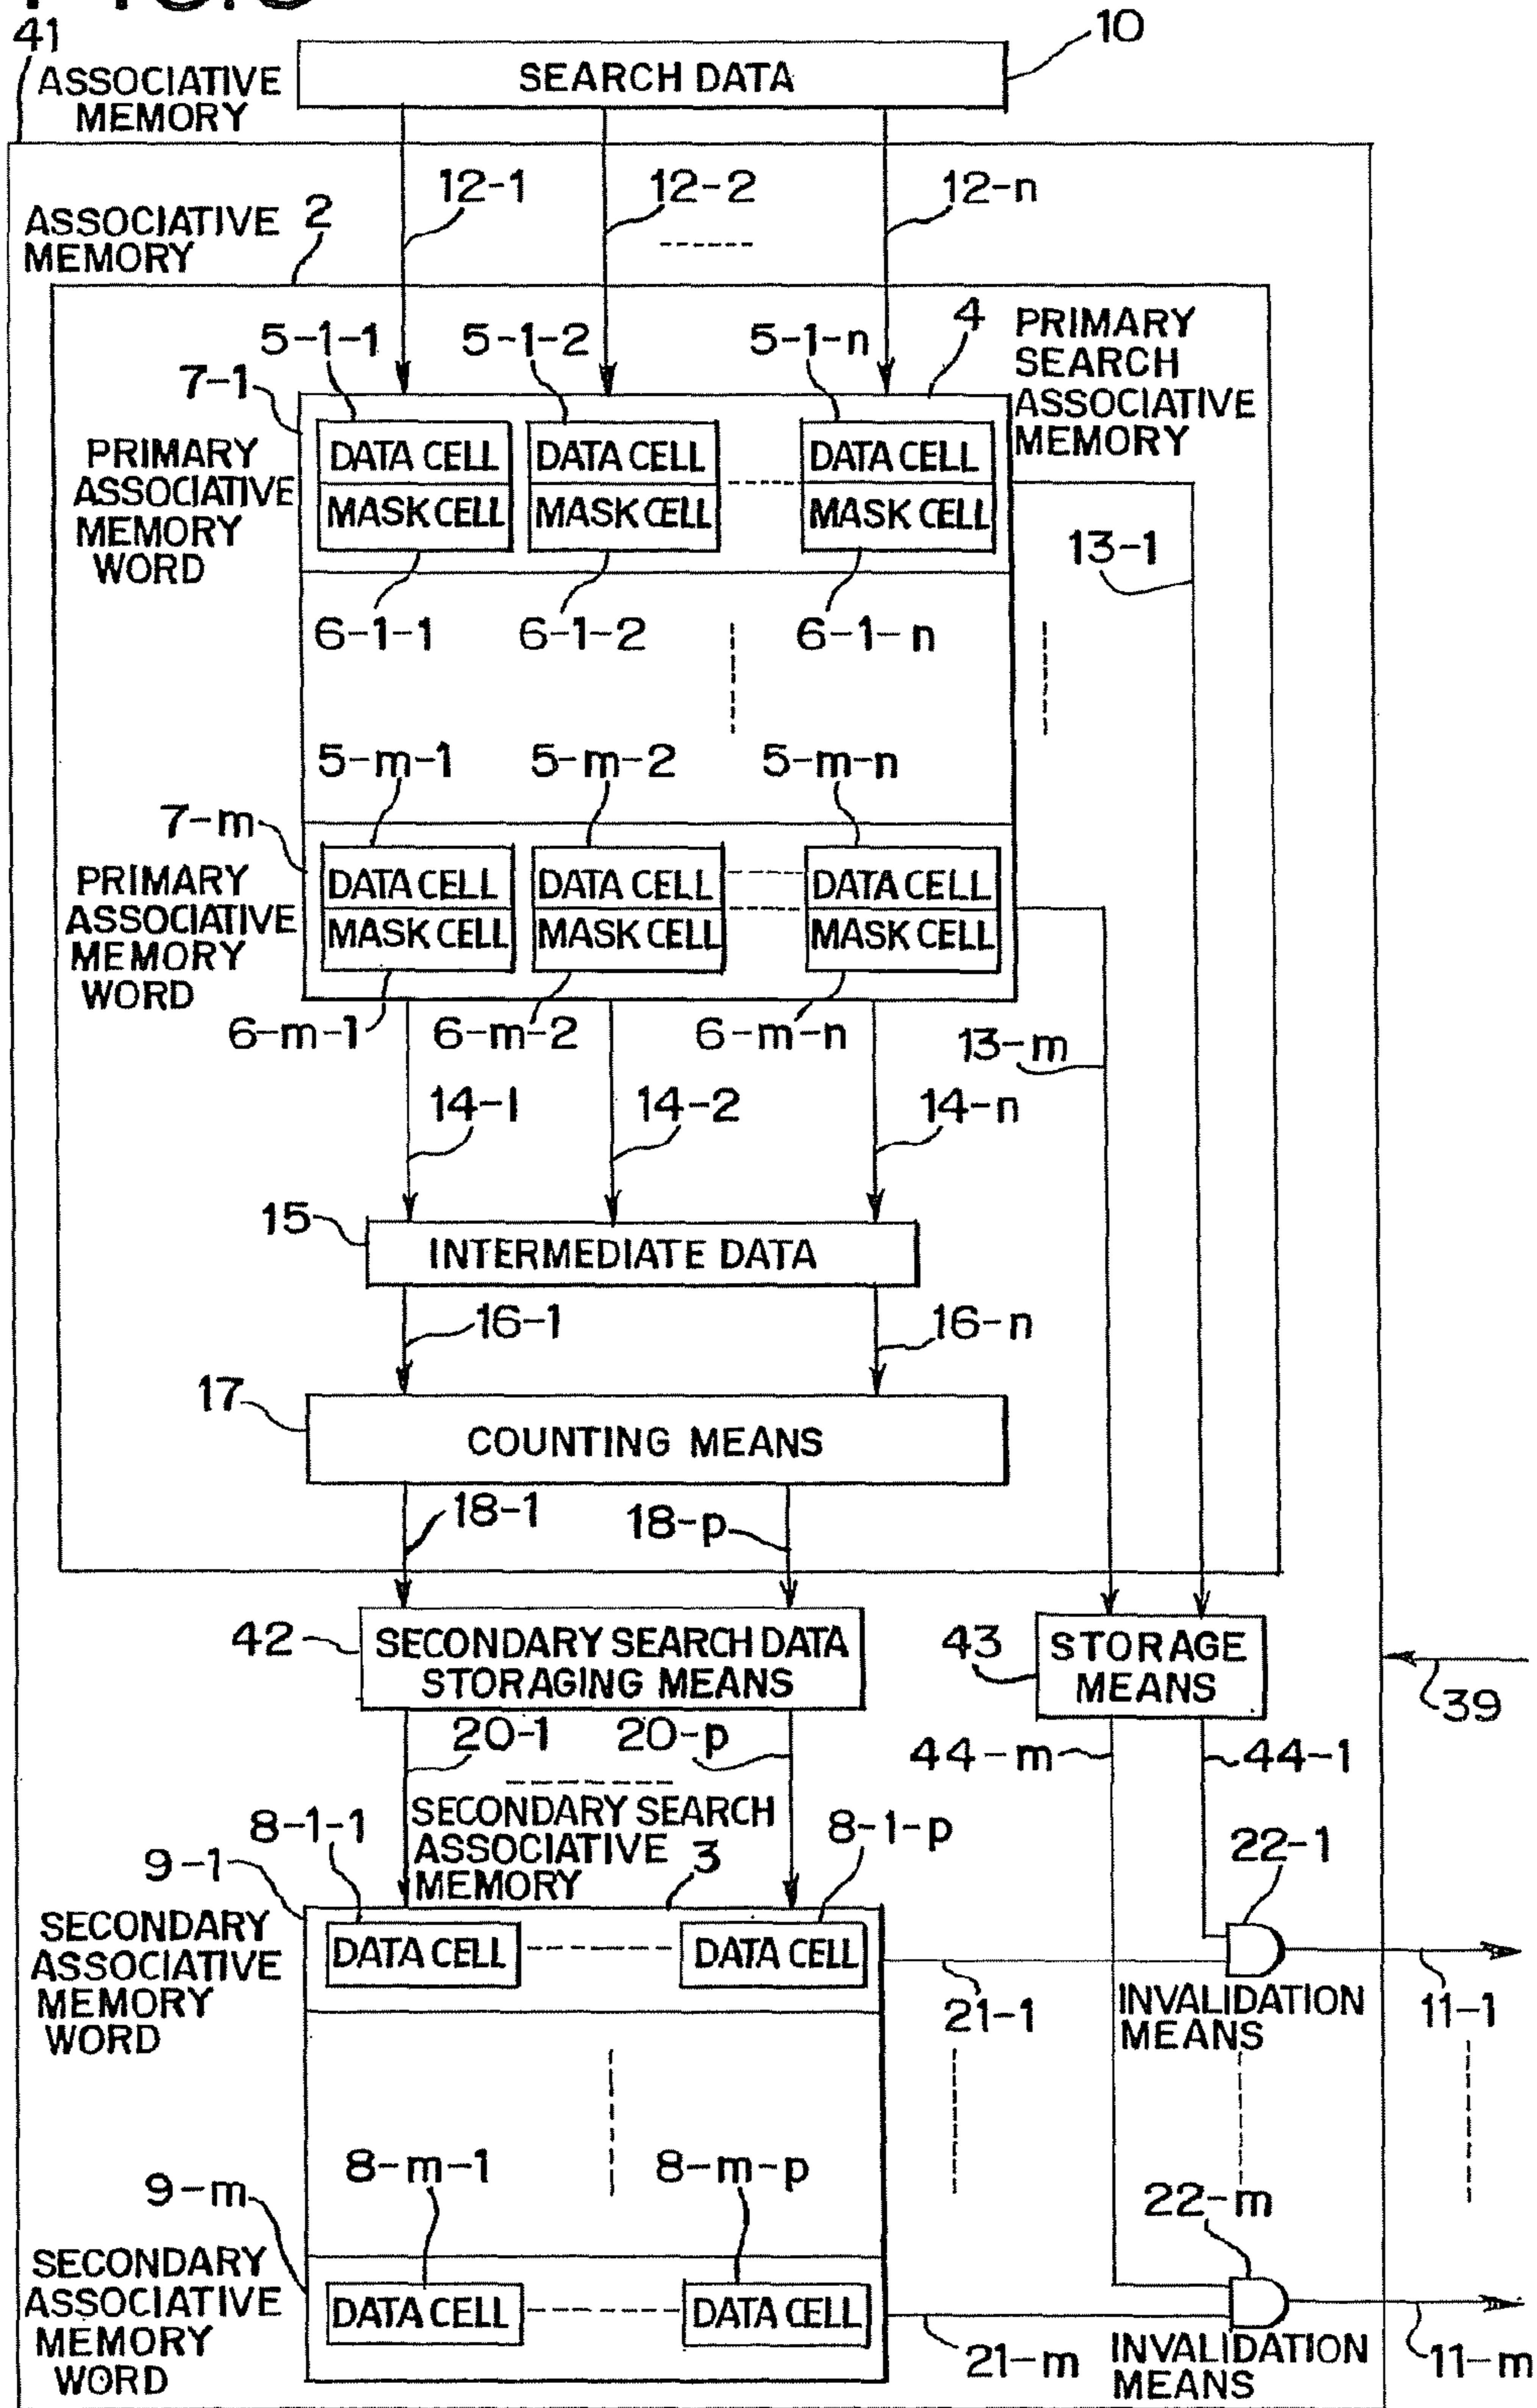 41
ASSOCIATIVE
MEMORY
SEARCH DATA
10
12-1
12-2
12-n
ASSOCIATIVE
MEMORY
2
5-1-1
5-1-2
5-1-n
4
PRIMARY
SEARCH
ASSOCIATIVE
MEMORY
7-1
PRIMARY
ASSOCIATIVE
MEMORY
WORD
DATA CELL
DATA CELL
DATA CELL
MASK CELL
MASK CELL
MASK CELL
13-1
6-1-1
6-1-2
6-1-n
5-m-1
5-m-2
5-m-n
7-m
PRIMARY
ASSOCIATIVE
MEMORY
WORD
DATA CELL
DATA CELL
DATA CELL
MASK CELL
MASK CELL
MASK CELL
6-m-1
6-m-2
6-m-n
13-m
14-1
14-2
14-n
15
INTERMEDIATE DATA
16-1
16-n
17
COUNTING MEANS
18-1
18-p
42
SECONDARY SEARCH DATA
STORAGING MEANS
43
STORAGE
MEANS
39
20-1
20-p
44-m
44-1
SECONDARY SEARCH
ASSOCIATIVE
MEMORY
3
8-1-1
8-1-p
9-1
22-1
SECONDARY
ASSOCIATIVE
MEMORY
WORD
DATA CELL
DATA CELL
21-1
INVALIDATION
MEANS
11-1
8-m-1
8-m-p
9-m
22-m
SECONDARY
ASSOCIATIVE
MEMORY
WORD
DATA CELL
DATA CELL
21-m
INVALIDATION
MEANS
11-m